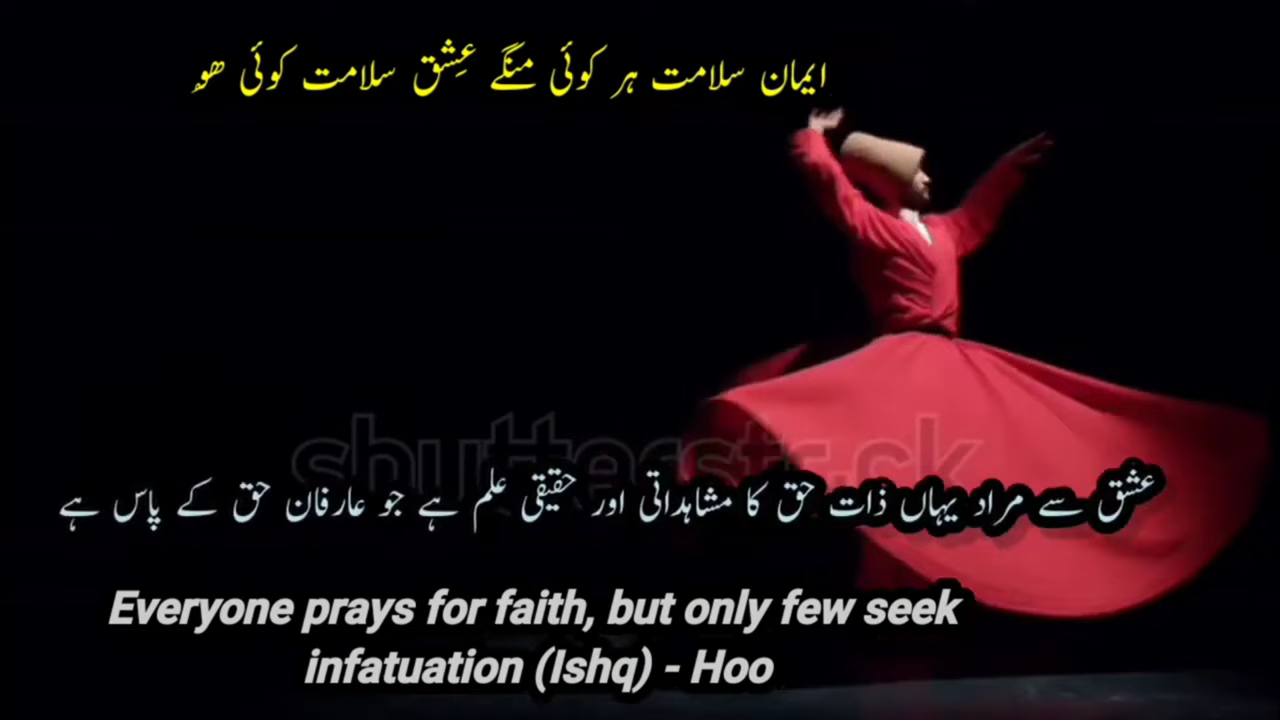 ایمان سلامت ہر کوئی منگے عِشق سلامت کوئی ھوُ
shutterstock
عشق سے مراد یہاں ذات حق کا مشاہداتی اور حقیقی علم ہے جو عارفان حق کے پاس ہے
Everyone prays for faith, but only few seek
infatuation (Ishq) - Hoo